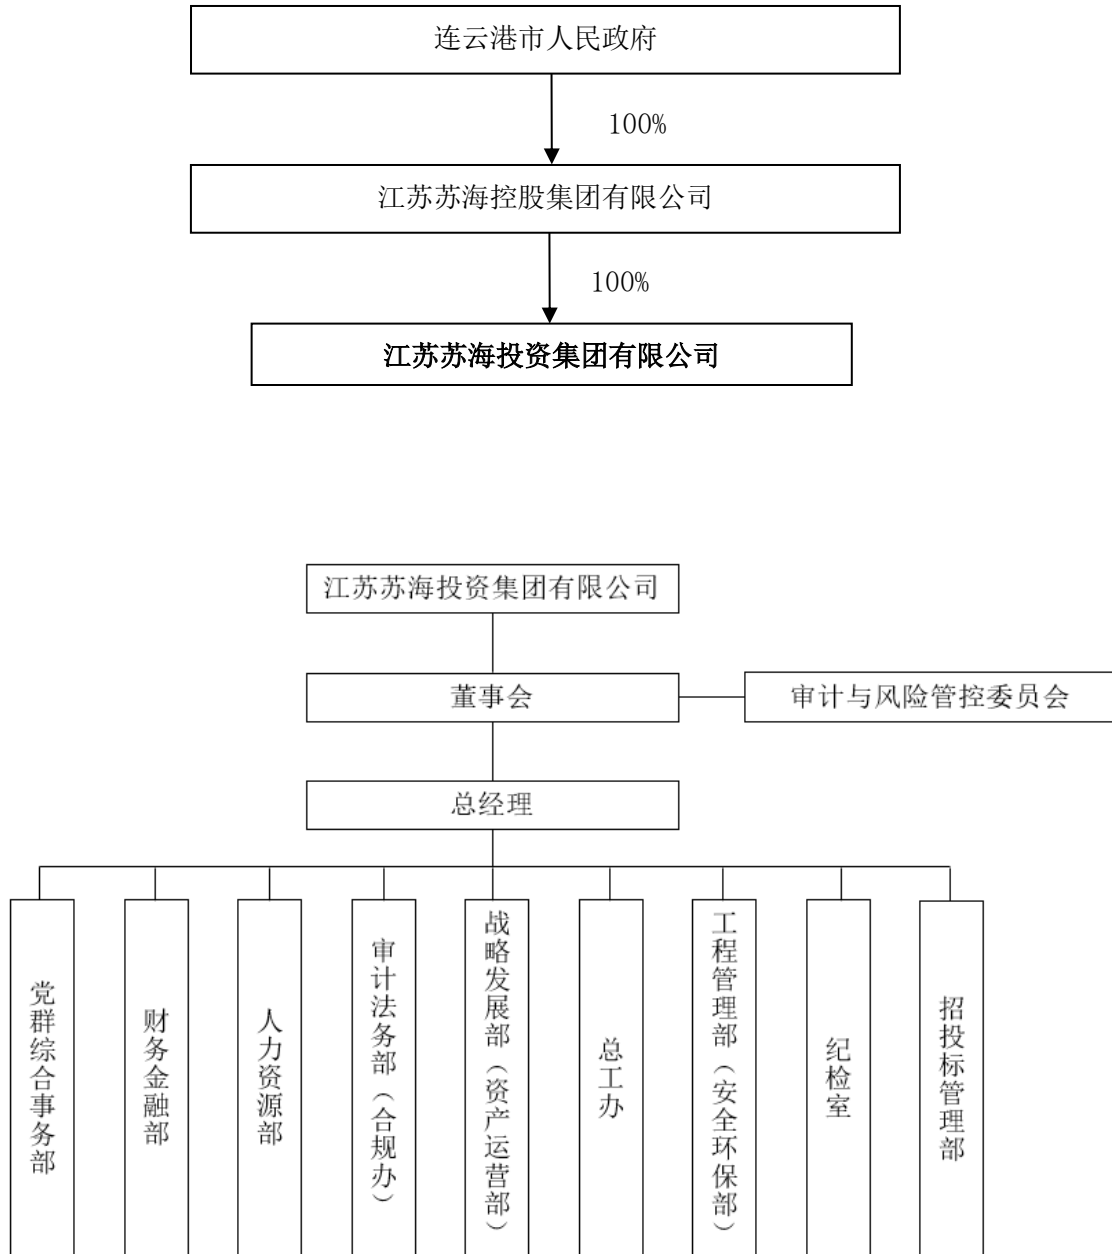 连云港市人民政府
100%
江苏苏海控股集团有限公司
100%
江苏苏海投资集团有限公司
江苏苏海投资集团有限公司
董事会
审计与风险管控委员会
总经理
党群综合事务部
财务金融部
人力资源部
审计法务部（合规办）
战略发展部（资产运营部）
总工办
工程管理部（安全环保部）
纪检室
招投标管理部